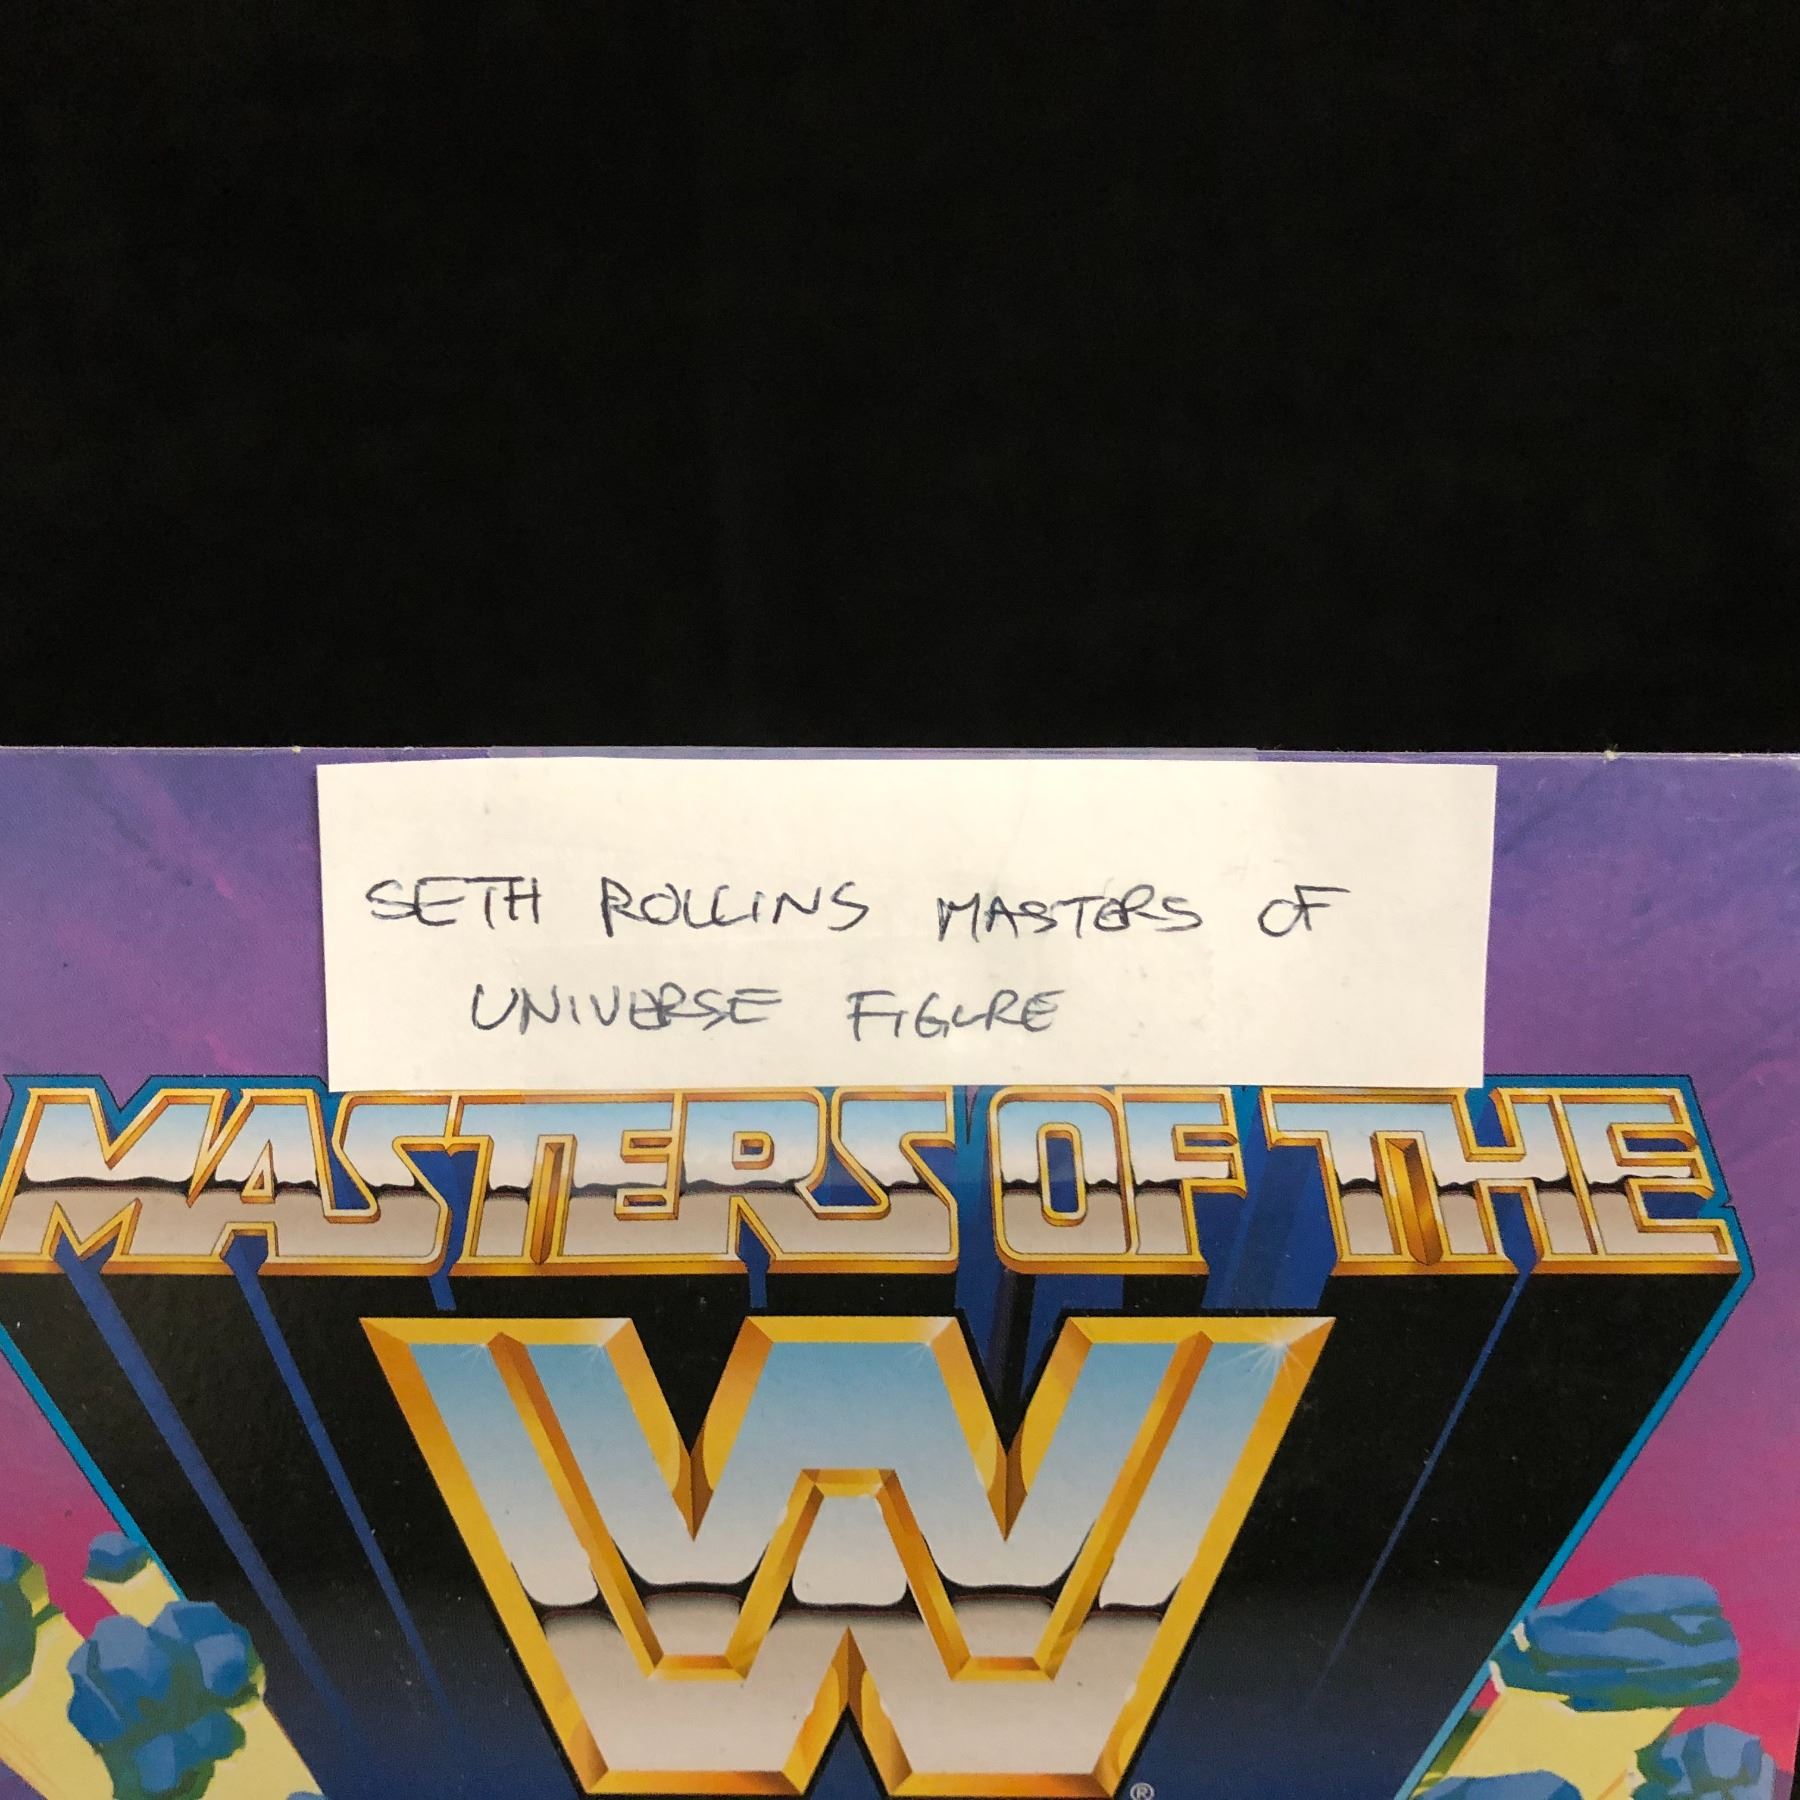 SETH ROLLINS MASTERS OF
UNIVERSE FIGURE
MASTERS OF THE
W
®